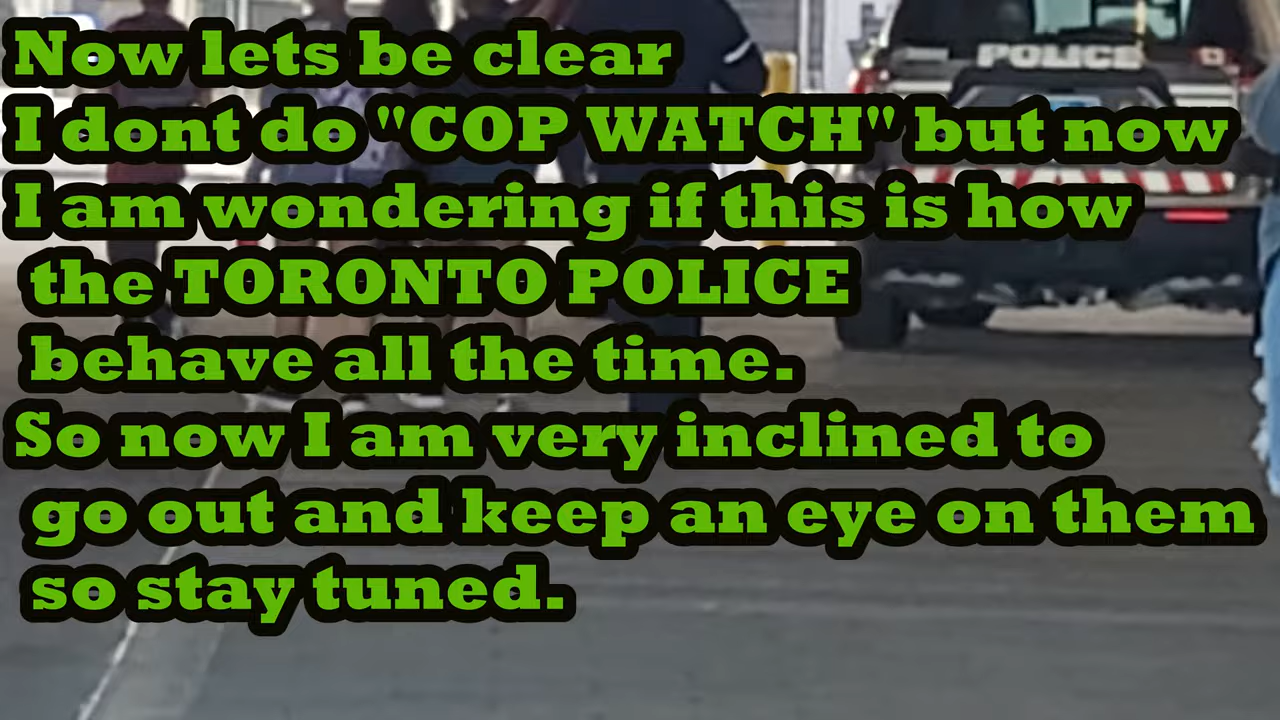 Now lets be clear
I dont do "COP WATCH" but now
I am wondering if this is how
the TORONTO POLICE
behave all the time.
So now I am very inclined to
go out and keep an eye on them
so stay tuned.
POLICE